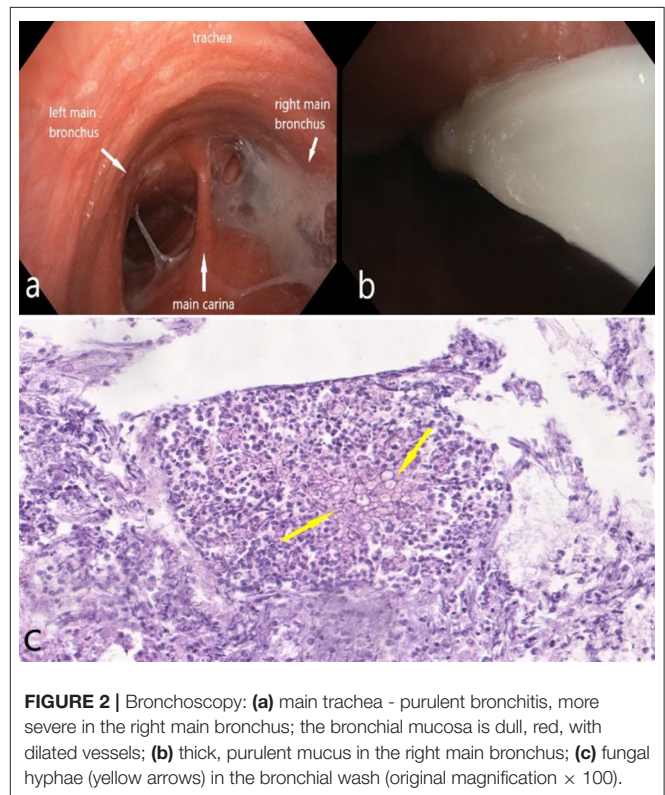 trachea
left main
bronchus
right main
bronchus
main carina
a
b
c
FIGURE 2 | Bronchoscopy: (a) main trachea - purulent bronchitis, more
severe in the right main bronchus; the bronchial mucosa is dull, red, with
dilated vessels; (b) thick, purulent mucus in the right main bronchus; (c) fungal
hyphae (yellow arrows) in the bronchial wash (original magnification × 100).